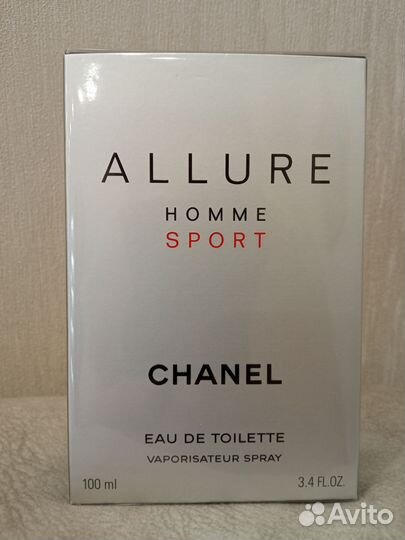 ALLURE
HOMME
SPORT
CHANEL
EAU DE TOILETTE
VAPORISATEUR SPRAY
100 ml 3.4 FL.OZ.
Avito